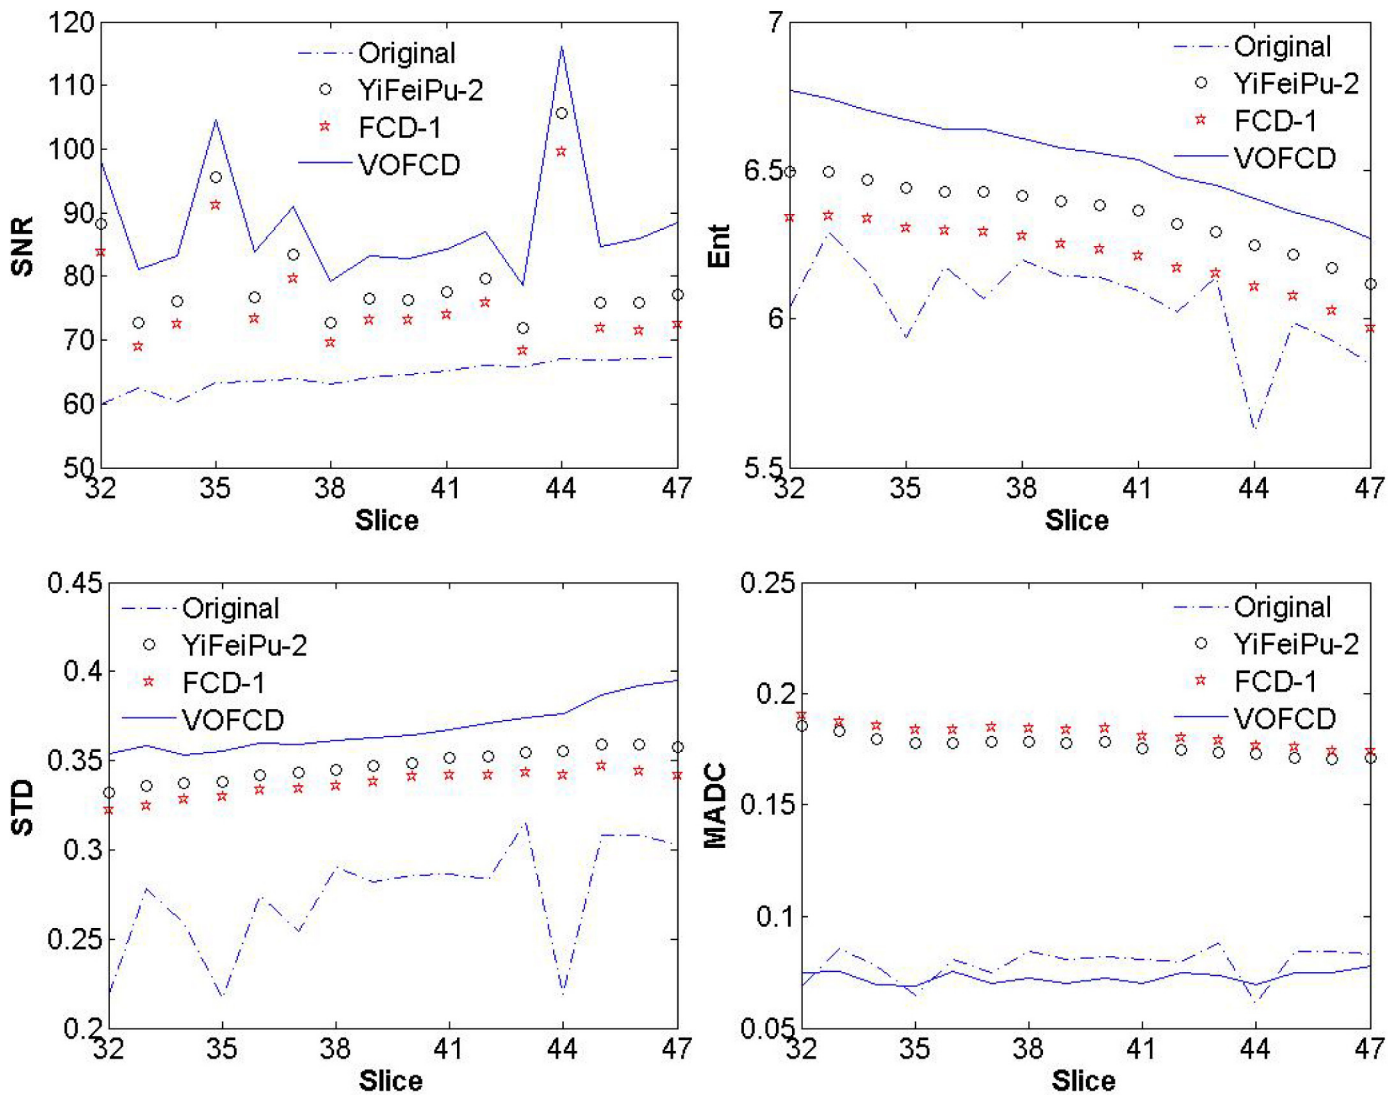 120
110
100
90
80
70
60
50
SNR
Original
YiFeiPu-2
FCD-1
VOFCD
32 35 38 41 44 47
Slice
7
6.5
6
5.5
Ent
Original
YiFeiPu-2
FCD-1
VOFCD
32 35 38 41 44 47
Slice
0.45
0.4
0.35
0.3
0.25
0.2
STD
Original
YiFeiPu-2
FCD-1
VOFCD
32 35 38 41 44 47
Slice
0.25
0.2
0.15
0.1
0.05
MADC
Original
YiFeiPu-2
FCD-1
VOFCD
32 35 38 41 44 47
Slice